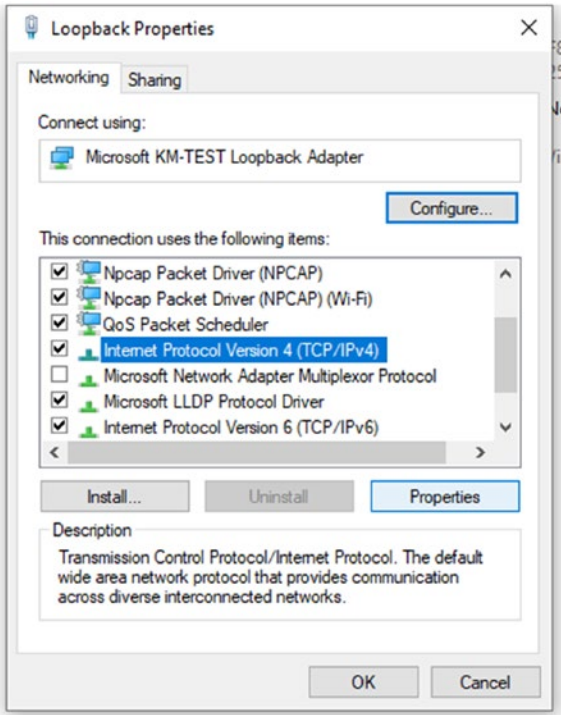 Loopback Properties
Networking
Sharing
Connect using:
Microsoft KM-TEST Loopback Adapter
Configure...
This connection uses the following items:
Npcap Packet Driver (NPCAP)
Npcap Packet Driver (NPCAP) (Wi-Fi)
QoS Packet Scheduler
Internet Protocol Version 4 (TCP/IPv4)
Microsoft Network Adapter Multiplexor Protocol
Microsoft LLDP Protocol Driver
Internet Protocol Version 6 (TCP/IPv6)
Install...
Uninstall
Properties
Description
Transmission Control Protocol/Internet Protocol. The default
wide area network protocol that provides communication
across diverse interconnected networks.
OK
Cancel